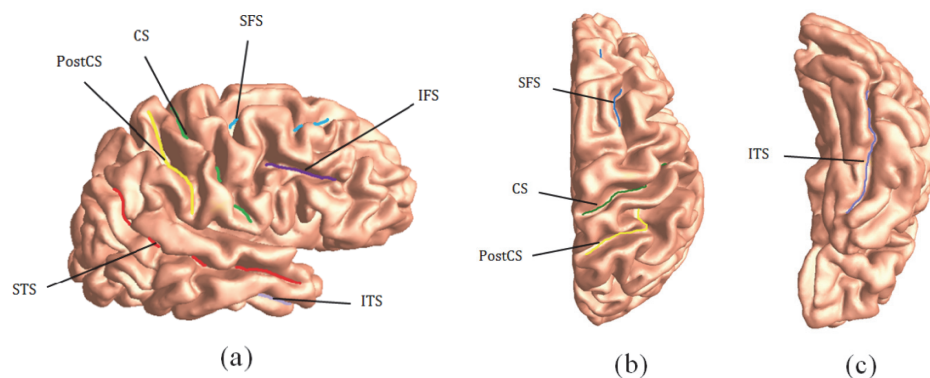 SFS
CS
PostCS
IFS
STS
ITS
(a)
SFS
CS
PostCS
(b)
ITS
(c)